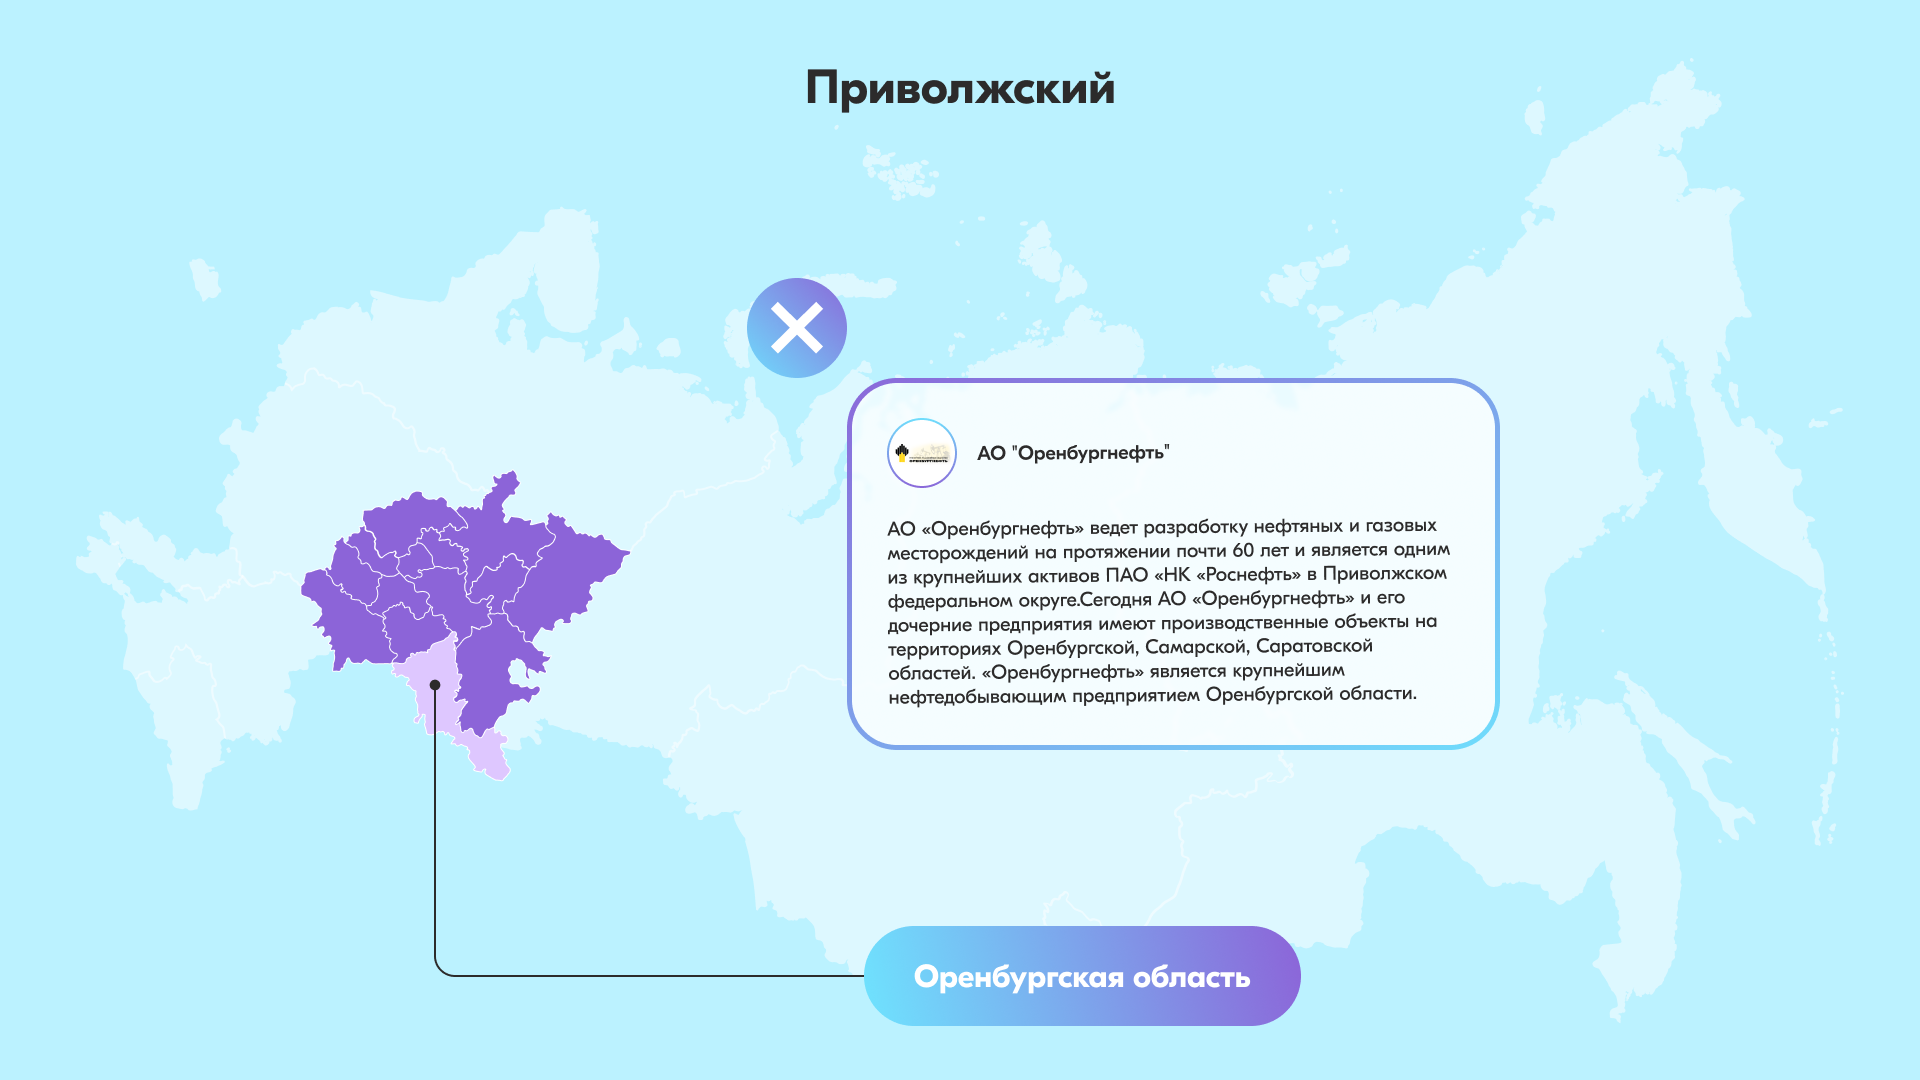 Приволжский
АО "Оренбургнефть"
АО «Оренбургнефть» ведет разработку нефтяных и газовых
месторождений на протяжении почти 60 лет и является одним
из крупнейших активов ПАО «НК «Роснефть» в Приволжском
федеральном округе.Сегодня АО «Оренбургнефть» и его
дочерние предприятия имеют производственные объекты на
территориях Оренбургской, Самарской, Саратовской
областей. «Оренбургнефть» является крупнейшим
нефтедобывающим предприятием Оренбургской области.
Оренбургская область